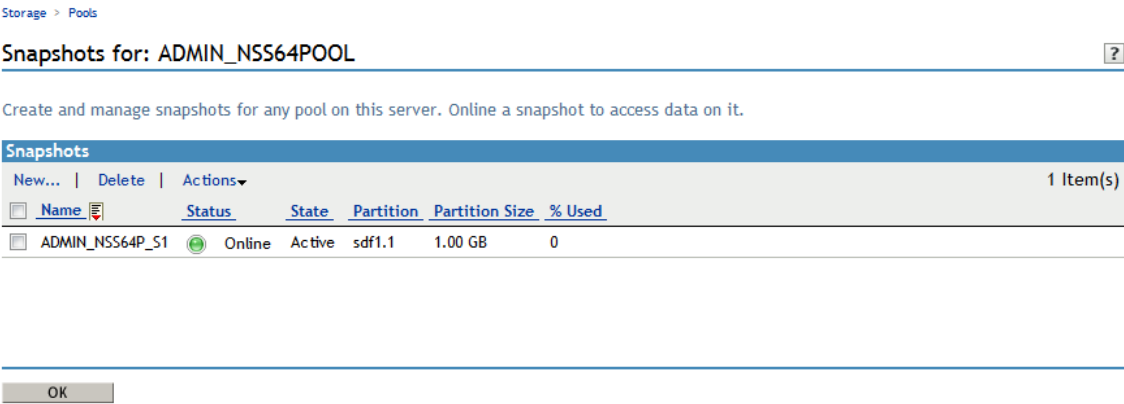 Storage > Pools
Snapshots for: ADMIN_NSS64POOL
?
Create and manage snapshots for any pool on this server. Online a snapshot to access data on it.
Snapshots
New... | Delete | Actions 1 Item(s)
Name Status State Partition Partition Size % Used
ADMIN_NSS64P_S1 Online Active sdf1.1 1.00 GB 0
OK